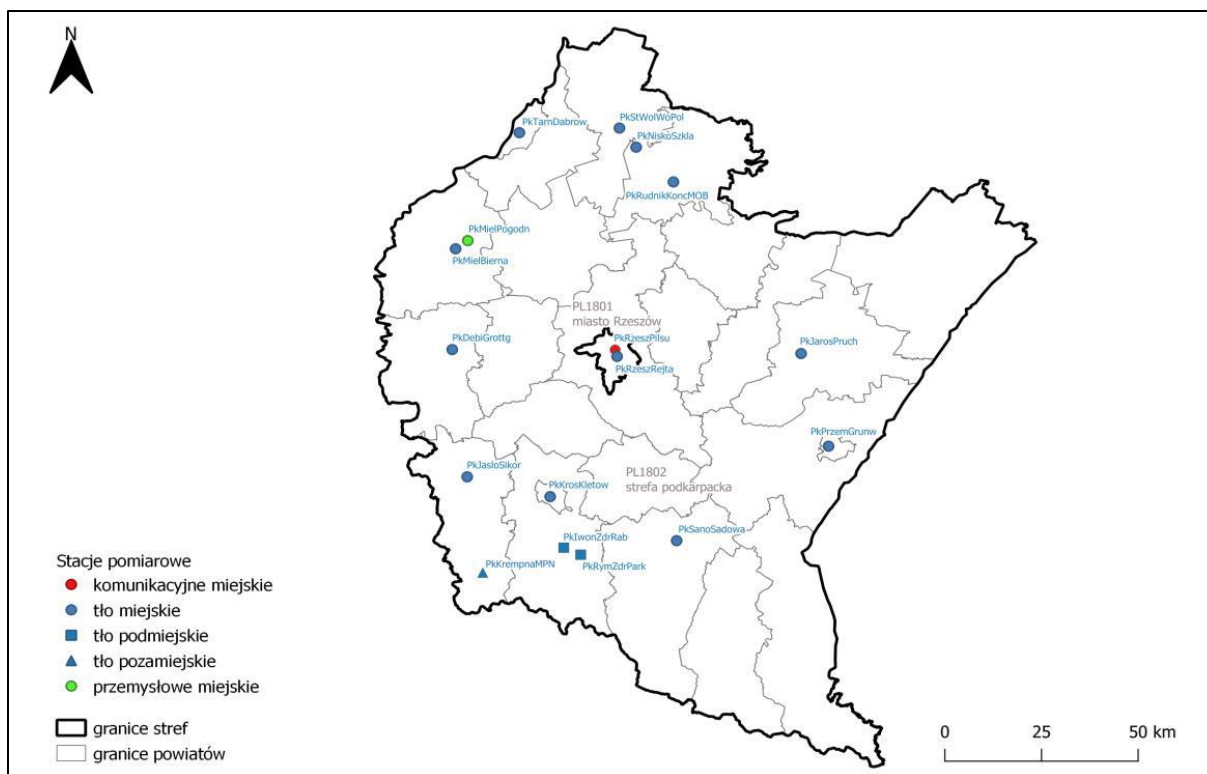 N
PkTarnDabrow
PkStWolWoPol
PkNiskoSzkla
PkRudnikKoncMOB
PkMielPogodn
PkMielBierna
PL1801
miasto Rzeszów
PkRzeszPilsu
PkRzeszRejta
PkDebiGrottg
PkJarosPruch
PkPrzemGrunw
PkJasloSikor
PL1802
strefa podkarpacka
PkKrosKletow
PkSanoSadowa
PkIwonZdrRab
PkRymZdrPark
PkKrempnaMPN
Stacje pomiarowe
komunikacyjne miejskie
tło miejskie
tło podmiejskie
tło pozamiejskie
przemysłowe miejskie
granice stref
granice powiatów
0 25 50 km